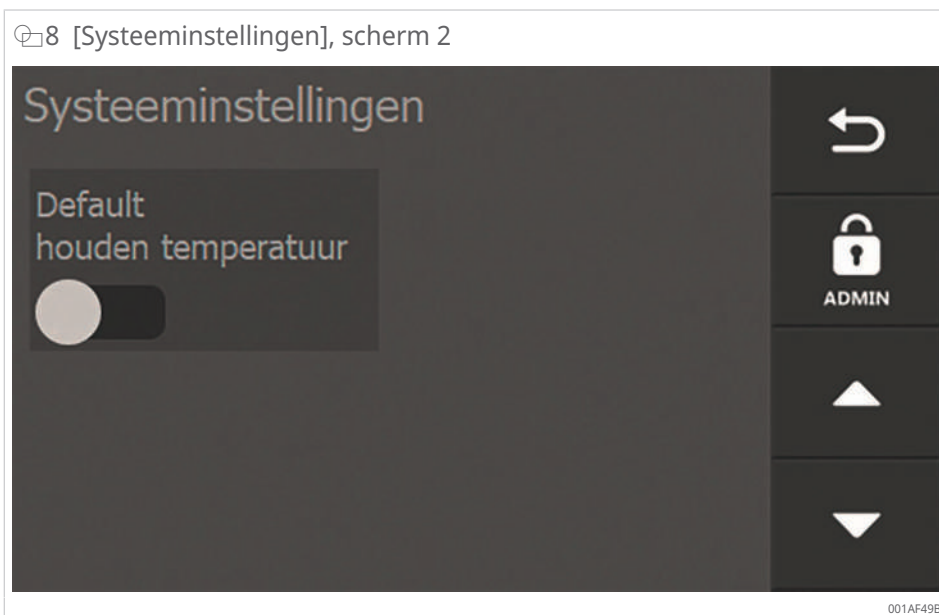 8 [Systeeminstellingen], scherm 2
Systeeminstellingen
Default
houden temperatuur
ADMIN
001AF49E